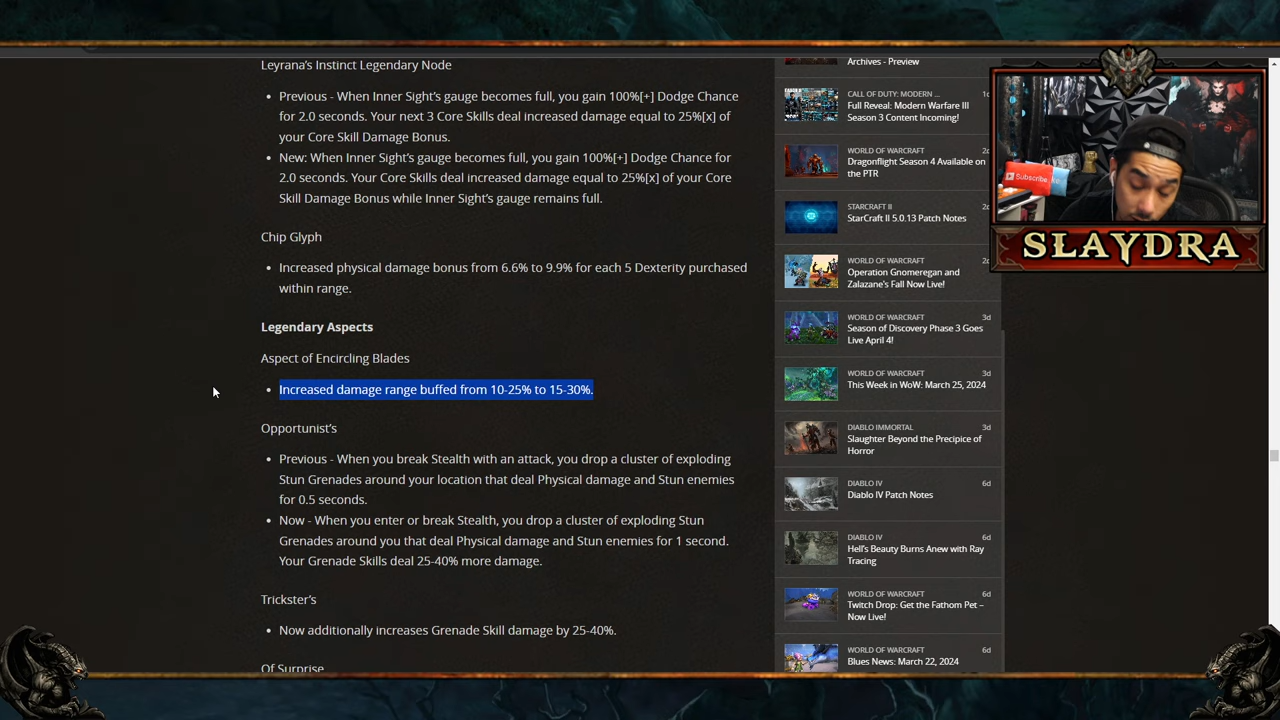 Leyrana's Instinct Legendary Node
Previous - When Inner Sight's gauge becomes full, you gain 100%[+] Dodge Chance
for 2.0 seconds. Your next 3 Core Skills deal increased damage equal to 25%[x] of
your Core Skill Damage Bonus.
New: When Inner Sight's gauge becomes full, you gain 100%[+] Dodge Chance for
2.0 seconds. Your Core Skills deal increased damage equal to 25%[x] of your Core
Skill Damage Bonus while Inner Sight's gauge remains full.
Chip Glyph
Increased physical damage bonus from 6.6% to 9.9% for each 5 Dexterity purchased
within range.
Legendary Aspects
Aspect of Encircling Blades
Increased damage range buffed from 10-25% to 15-30%.
Opportunist's
Previous - When you break Stealth with an attack, you drop a cluster of exploding
Stun Grenades around your location that deal Physical damage and Stun enemies
for 0.5 seconds.
Now - When you enter or break Stealth, you drop a cluster of exploding Stun
Grenades around you that deal Physical damage and Stun enemies for 1 second.
Your Grenade Skills deal 25-40% more damage.
Trickster's
Now additionally increases Grenade Skill damage by 25-40%.
Of Surprise
Archives - Preview
CALL OF DUTY: MODERN ...
Full Reveal: Modern Warfare III
Season 3 Content Incoming!
WORLD OF WARCRAFT 2d
Dragonflight Season 4 Available on
the PTR
STARCRAFT II
StarCraft II 5.0.13 Patch Notes
WORLD OF WARCRAFT
Operation Gnomeregan and
Zalazane's Fall Now Live!
WORLD OF WARCRAFT 3d
Season of Discovery Phase 3 Goes
Live April 4!
WORLD OF WARCRAFT 3d
This Week in WoW: March 25, 2024
DIABLO IMMORTAL 3d
Slaughter Beyond the Precipice of
Horror
DIABLO IV 6d
Diablo IV Patch Notes
DIABLO IV 6d
Hell's Beauty Burns Anew with Ray
Tracing
WORLD OF WARCRAFT 6d
Twitch Drop: Get the Fathom Pet –
Now Live!
WORLD OF WARCRAFT 6d
Blues News: March 22, 2024
Subscribe
SLAYDRA